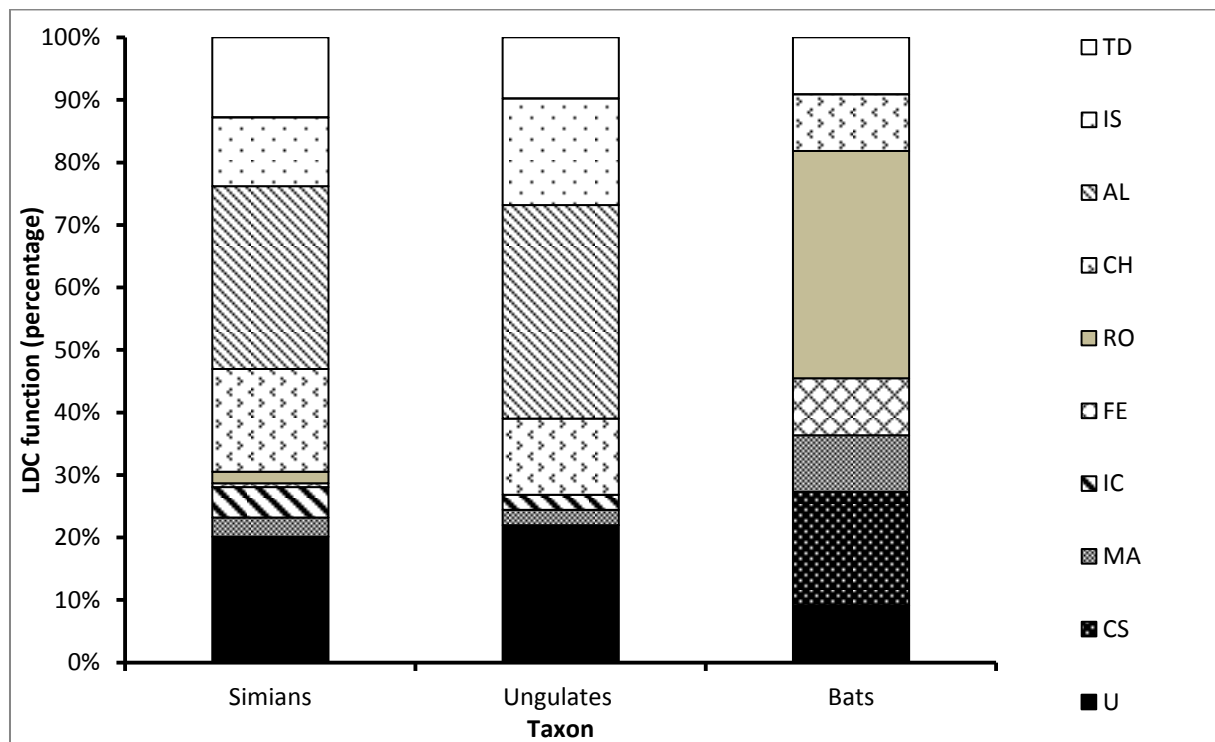 100%
90%
80%
70%
60%
50%
40%
30%
20%
10%
0%
LDC function (percentage)
Simians
Ungulates
Bats
Taxon
TD
IS
AL
CH
RO
FE
IC
MA
CS
U